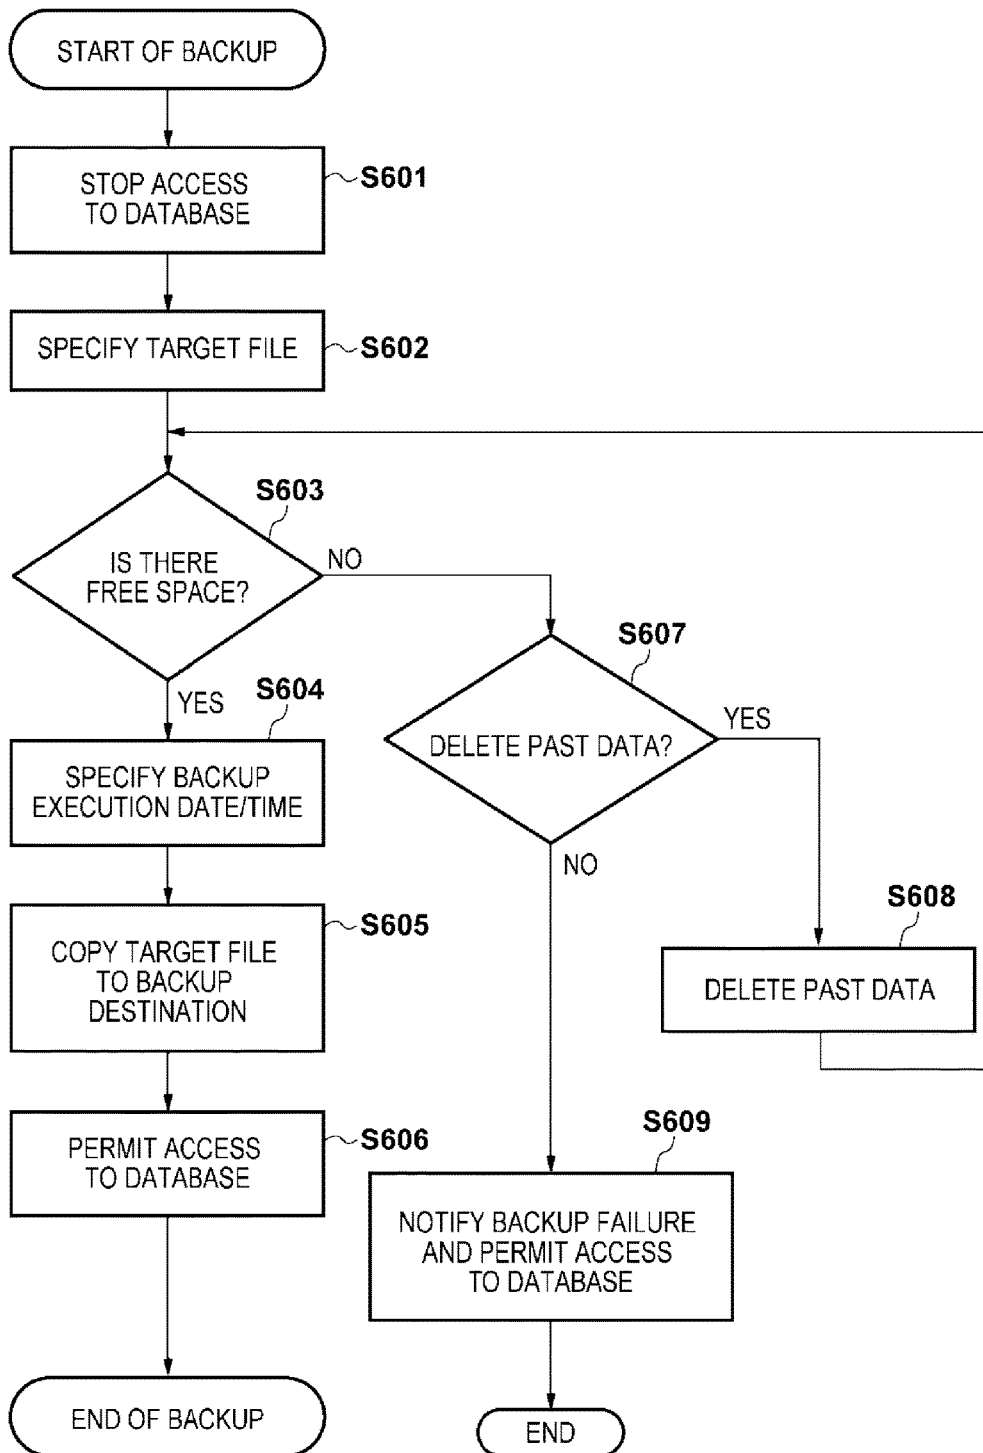 START OF BACKUP
STOP ACCESS
TO DATABASE
S601
SPECIFY TARGET FILE
S602
S603
IS THERE
FREE SPACE?
NO
YES
S604
SPECIFY BACKUP
EXECUTION DATE/TIME
COPY TARGET FILE
TO BACKUP
DESTINATION
S605
PERMIT ACCESS
TO DATABASE
S606
END OF BACKUP
S607
DELETE PAST DATA?
YES
NO
S608
DELETE PAST DATA
S609
NOTIFY BACKUP FAILURE
AND PERMIT ACCESS
TO DATABASE
END